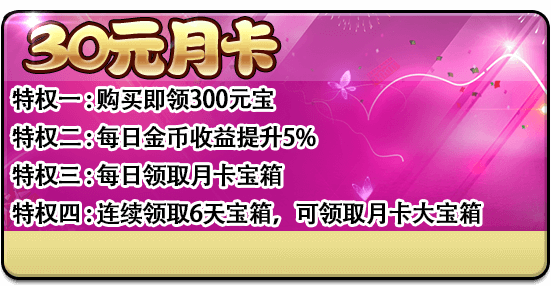 30元月卡
特权一:购买即领300元宝
特权二:每日金币收益提升5%
特权三:每日领取月卡宝箱
特权四:连续领取6天宝箱，可领取月卡大宝箱